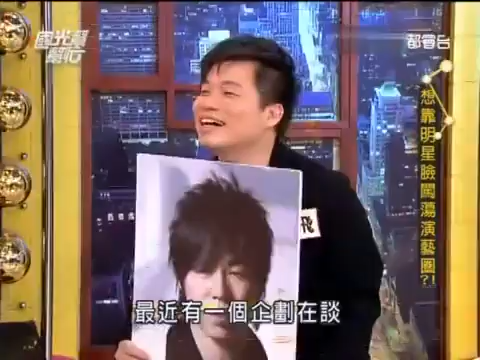 國光幫幫忙
都會台
想靠明星臉闖蕩演藝圈?!
飛
最近有一個企劃在談